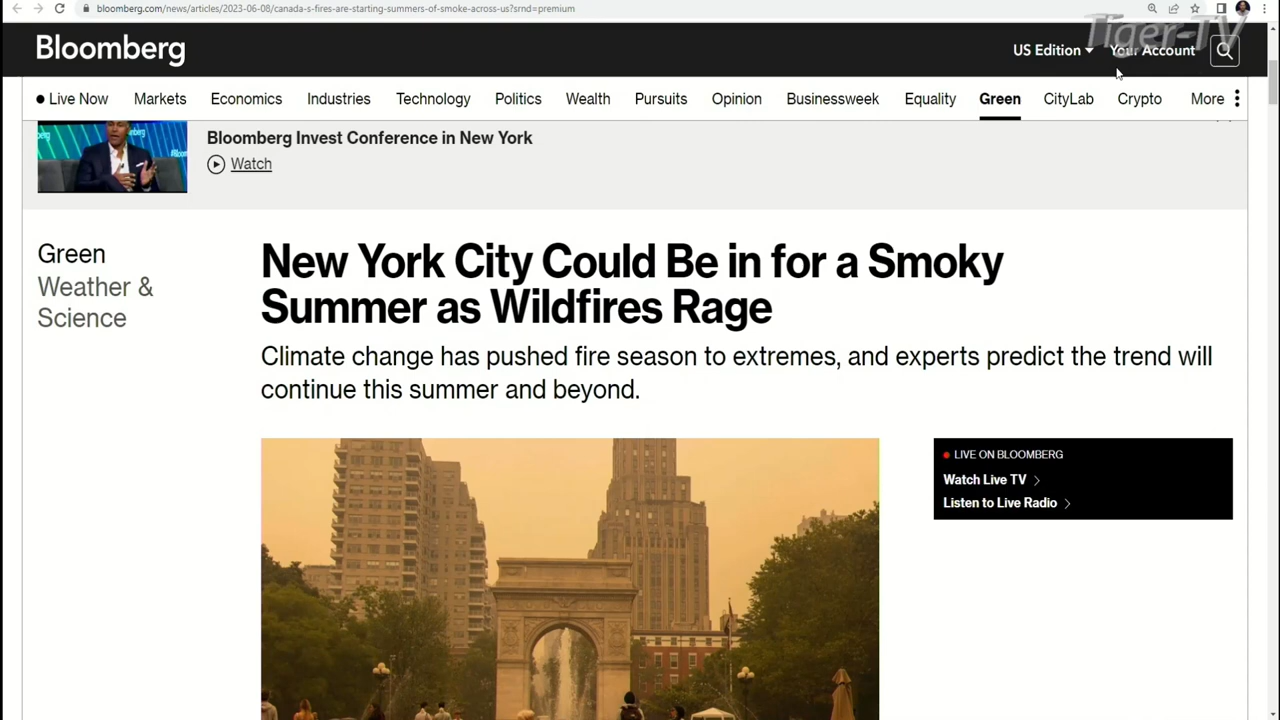 bloomberg.com/news/articles/2023-06-08/canada-s-fires-are-starting-summers-of-smoke-across-us?srnd=premium
Tiger-TV
Bloomberg
US Edition
Your Account
Live Now Markets Economics Industries Technology Politics Wealth Pursuits Opinion Businessweek Equality Green CityLab Crypto More
Bloomberg Invest Conference in New York
Watch
Green
Weather &
Science
New York City Could Be in for a Smoky
Summer as Wildfires Rage
Climate change has pushed fire season to extremes, and experts predict the trend will
continue this summer and beyond.
LIVE ON BLOOMBERG
Watch Live TV
Listen to Live Radio